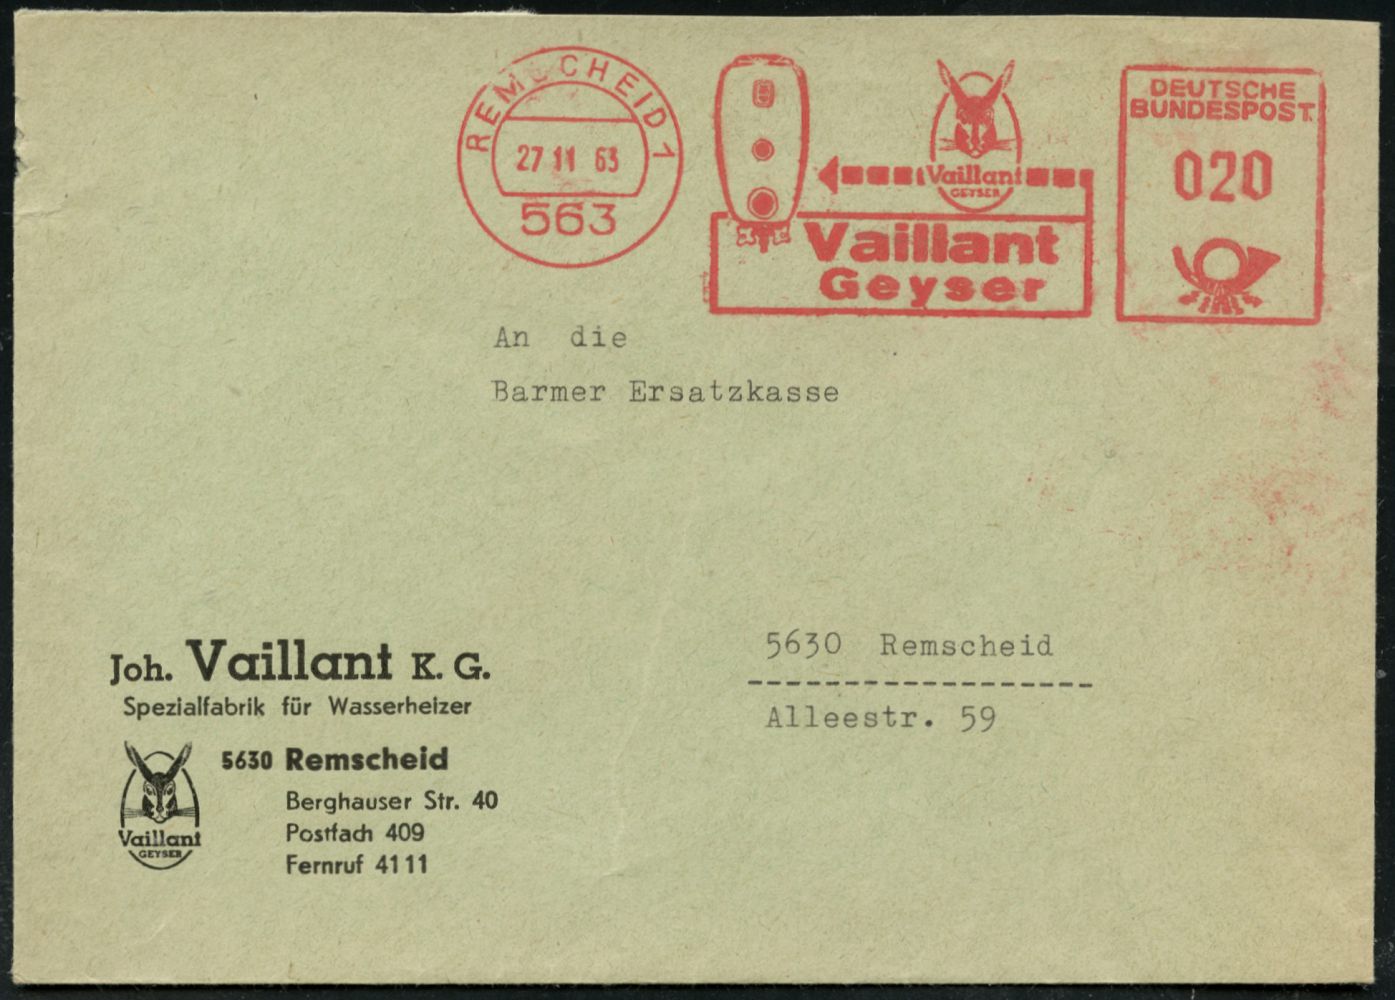 REMSCHEID 1
27 11 63
563
Vaillant
GEYSER
Vaillant
Geyser
DEUTSCHE
BUNDESPOST
020
An die
Barmer Ersatzkasse
5630 Remscheid
Alleestr. 59
Joh. Vaillant K. G.
Spezialfabrik für Wasserheizer
Vaillant
GEYSER
5630 Remscheid
Berghauser Str. 40
Postfach 409
Fernruf 4111